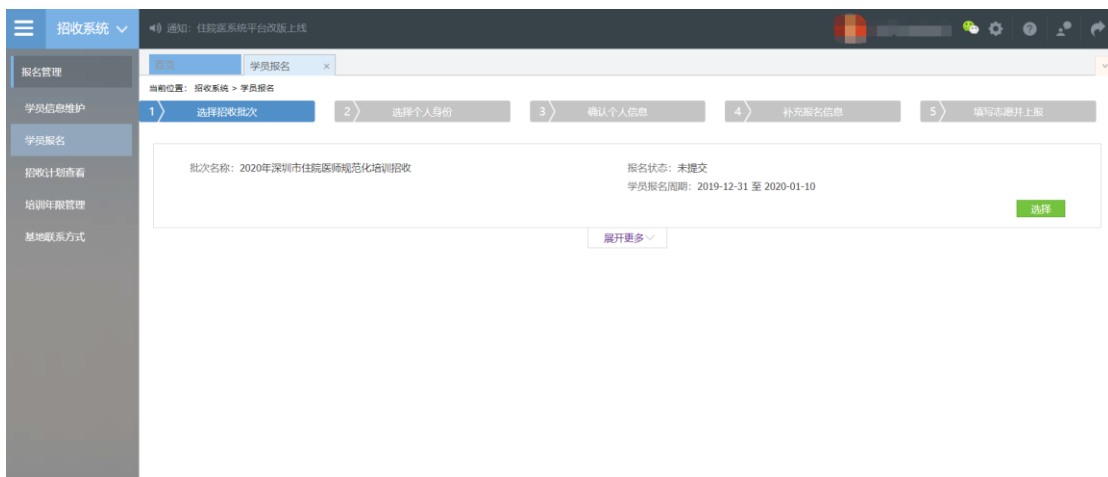 招收系统
通知：住院医系统平台改版上线
报名管理
学员信息维护
学员报名
招收计划查看
培训年限管理
基地联系方式
首页
学员报名 ×
当前位置： 招收系统 > 学员报名
1 选择招收批次
2 选择个人身份
3 确认个人信息
4 补充报名信息
5 填写志愿并上报
批次名称：2020年深圳市住院医师规范化培训招收
报名状态：未提交
学员报名周期：2019-12-31 至 2020-01-10
选择
展开更多